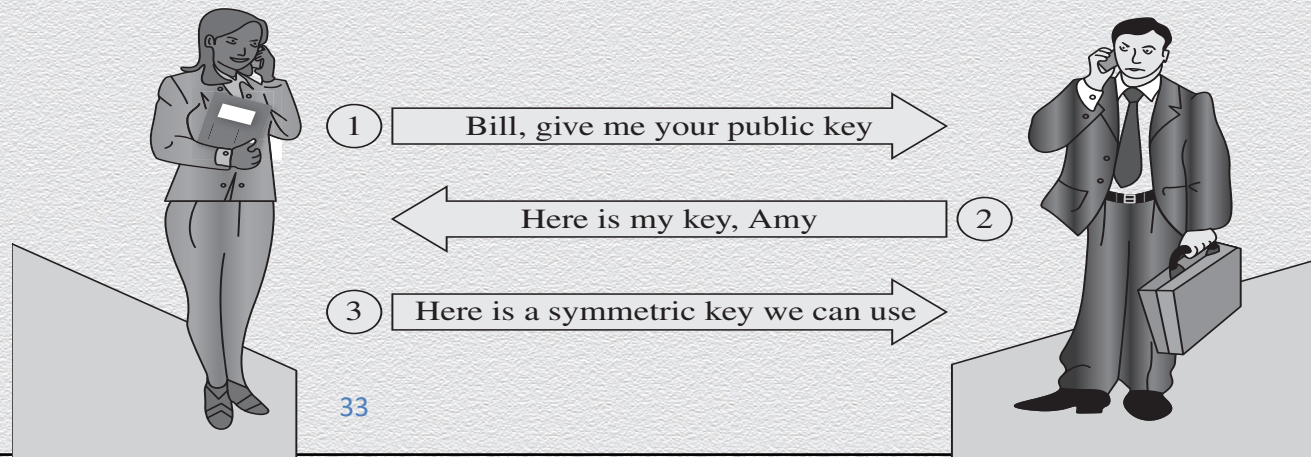 1 Bill, give me your public key
Here is my key, Amy 2
3 Here is a symmetric key we can use
33